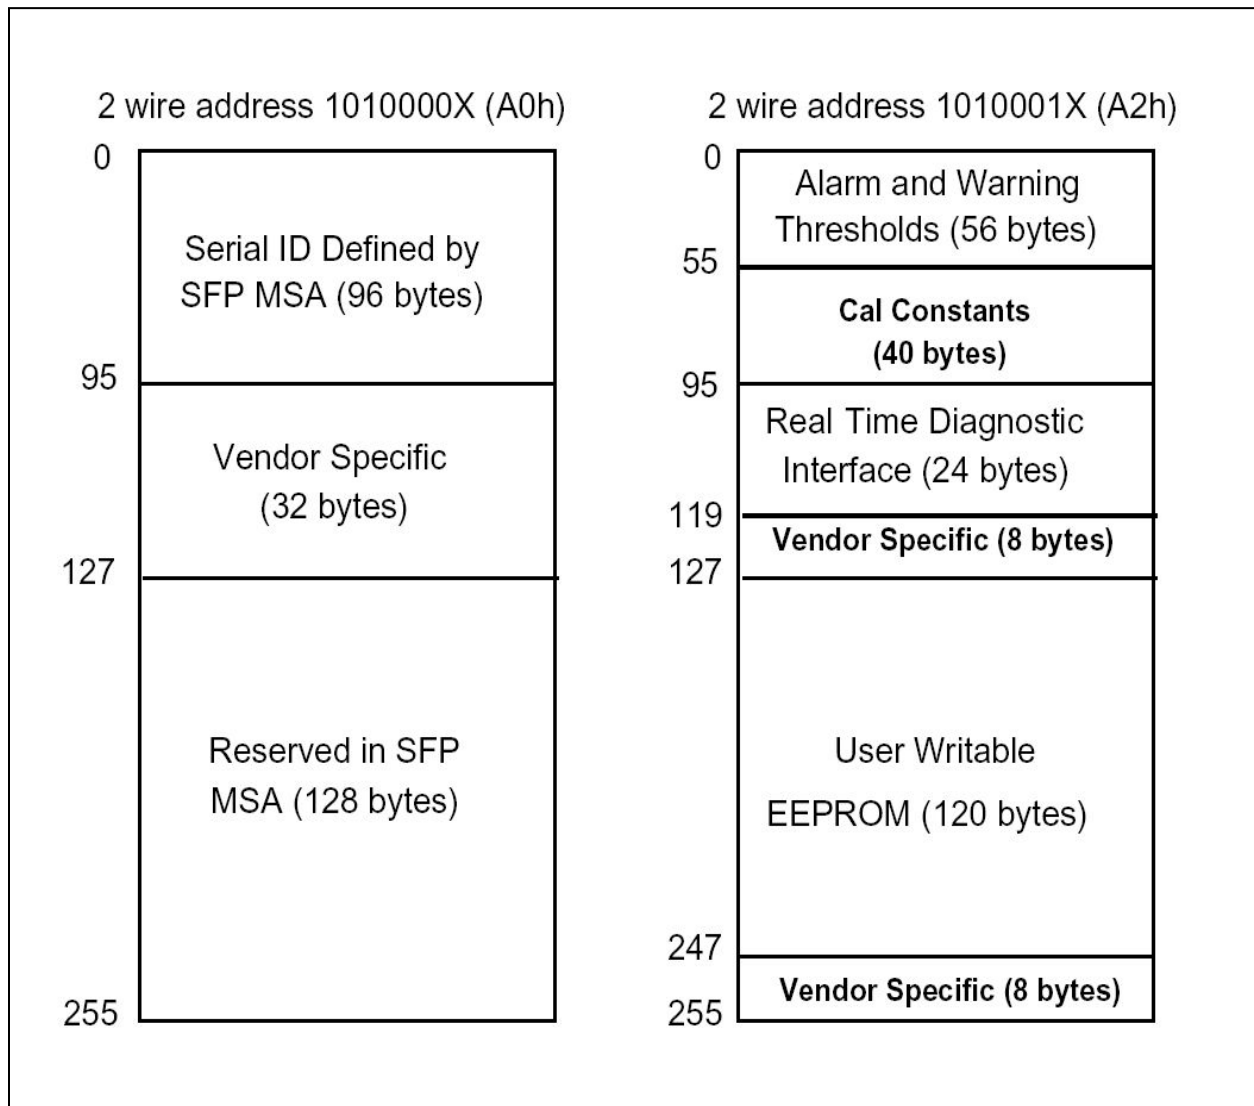 2 wire address 1010000X (A0h)
0
Serial ID Defined by
SFP MSA (96 bytes)
95
Vendor Specific
(32 bytes)
127
Reserved in SFP
MSA (128 bytes)
255
2 wire address 1010001X (A2h)
0
Alarm and Warning
Thresholds (56 bytes)
55
Cal Constants
(40 bytes)
95
Real Time Diagnostic
Interface (24 bytes)
119
Vendor Specific (8 bytes)
127
User Writable
EEPROM (120 bytes)
247
Vendor Specific (8 bytes)
255